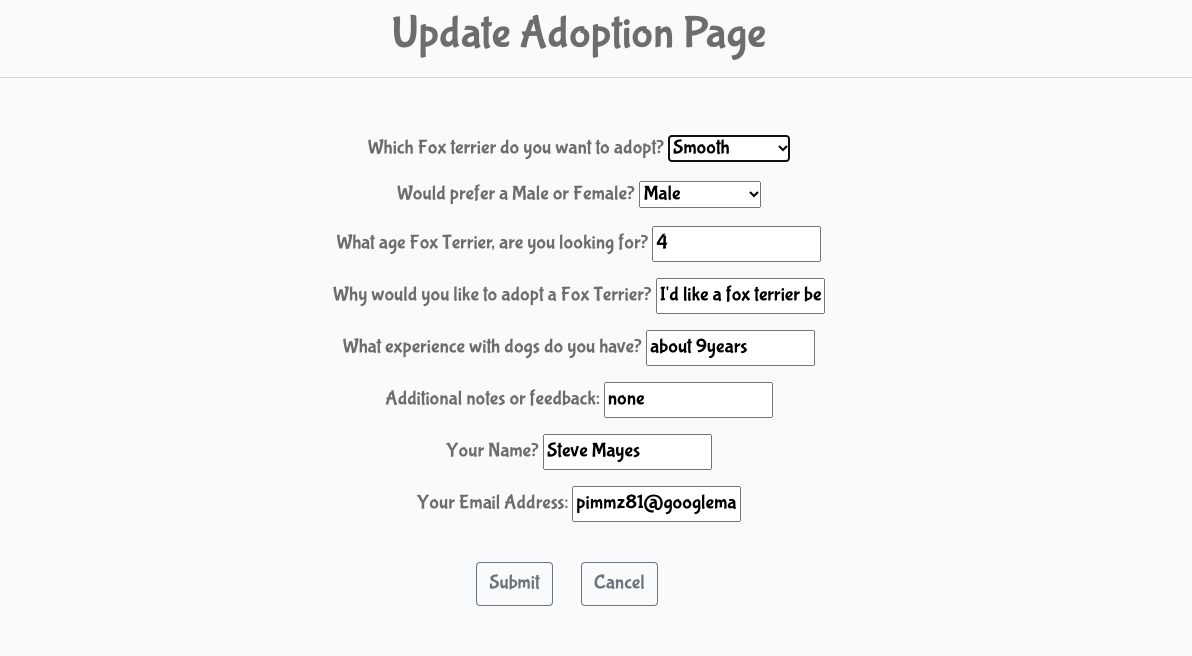 Update Adoption Page
Which Fox terrier do you want to adopt? Smooth
Would prefer a Male or Female? Male
What age Fox Terrier, are you looking for? 4
Why would you like to adopt a Fox Terrier? I'd like a fox terrier be
What experience with dogs do you have? about 9years
Additional notes or feedback: none
Your Name? Steve Mayes
Your Email Address: pimmz81@googlema
Submit Cancel